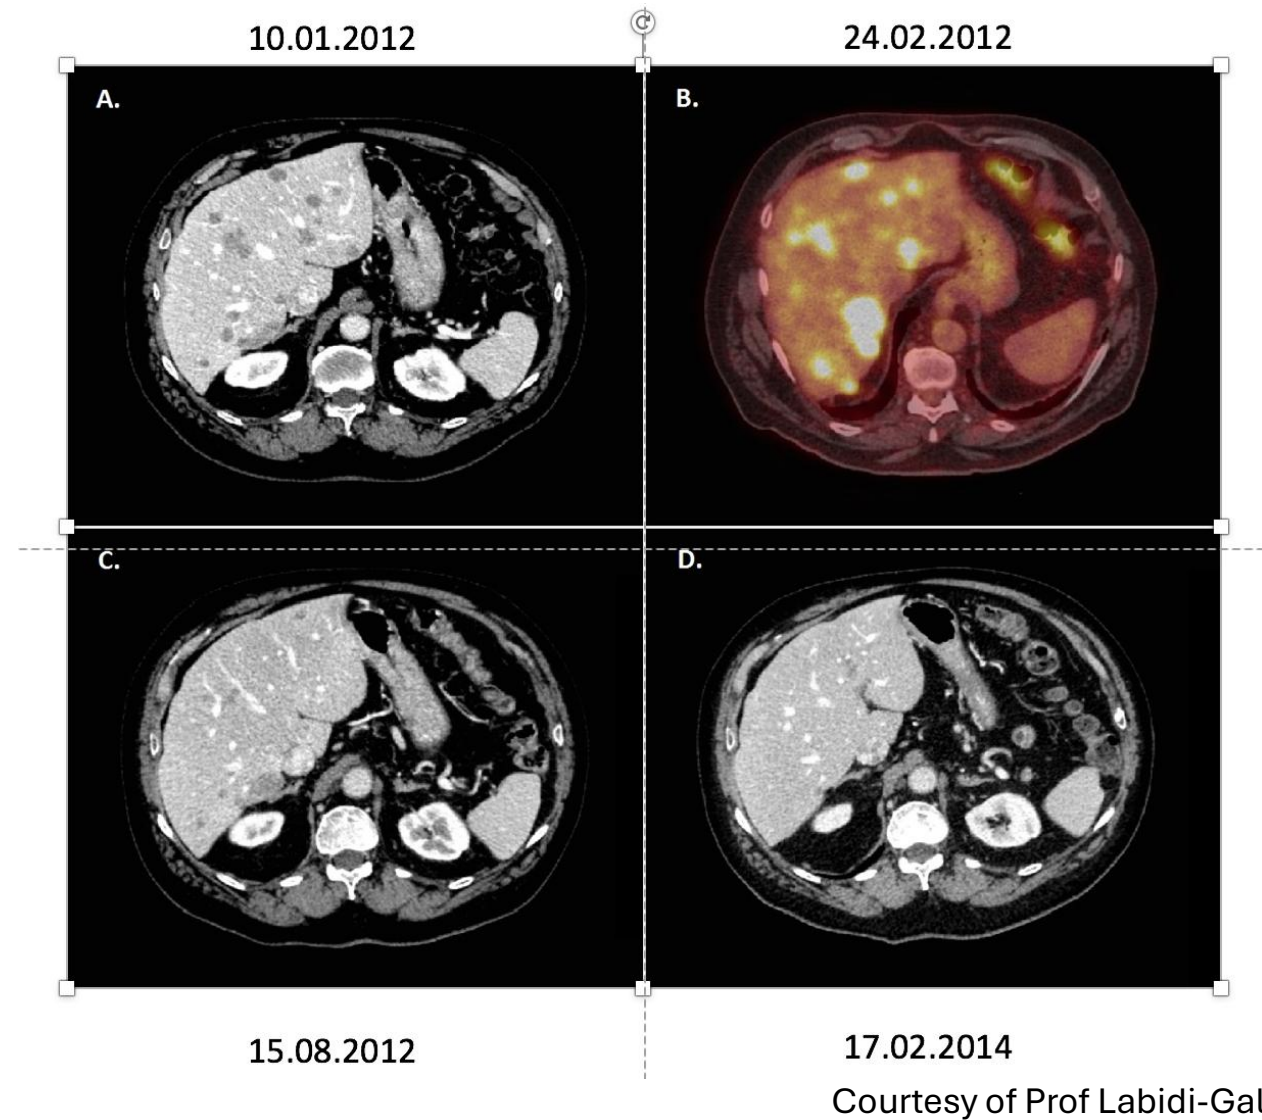 10.01.2012
24.02.2012
A.
B.
C.
D.
15.08.2012
17.02.2014
Courtesy of Prof Labidi-Gal